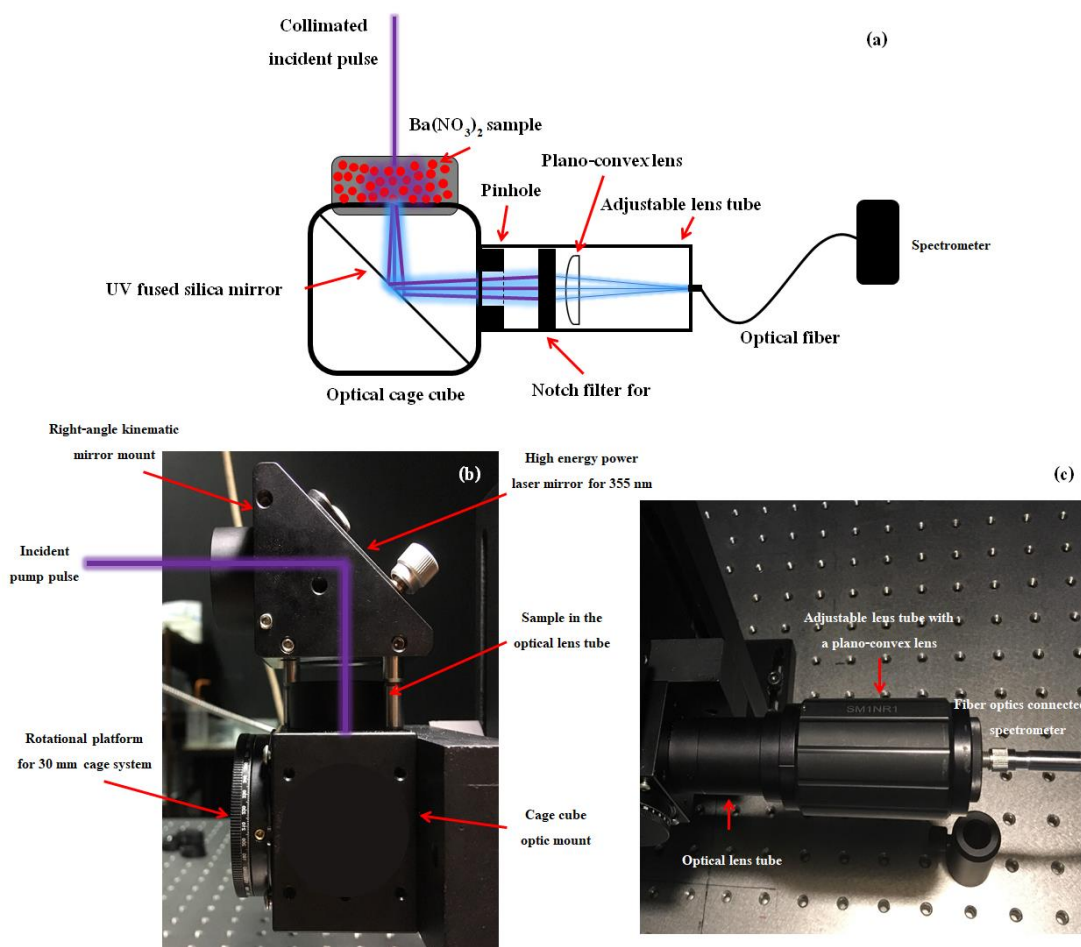 Collimated
incident pulse
(a)
Ba(NO3)2 sample
Plano-convex lens
Pinhole
Adjustable lens tube
Spectrometer
UV fused silica mirror
Optical fiber
Optical cage cube
Notch filter for
Right-angle kinematic
mirror mount
(b)
High energy power
laser mirror for 355 nm
(c)
Incident
pump pulse
Sample in the
optical lens tube
Adjustable lens tube with
a plano-convex lens
SM1NR1
Fiber optics connected
spectrometer
Rotational platform
for 30 mm cage system
Cage cube
optic mount
Optical lens tube